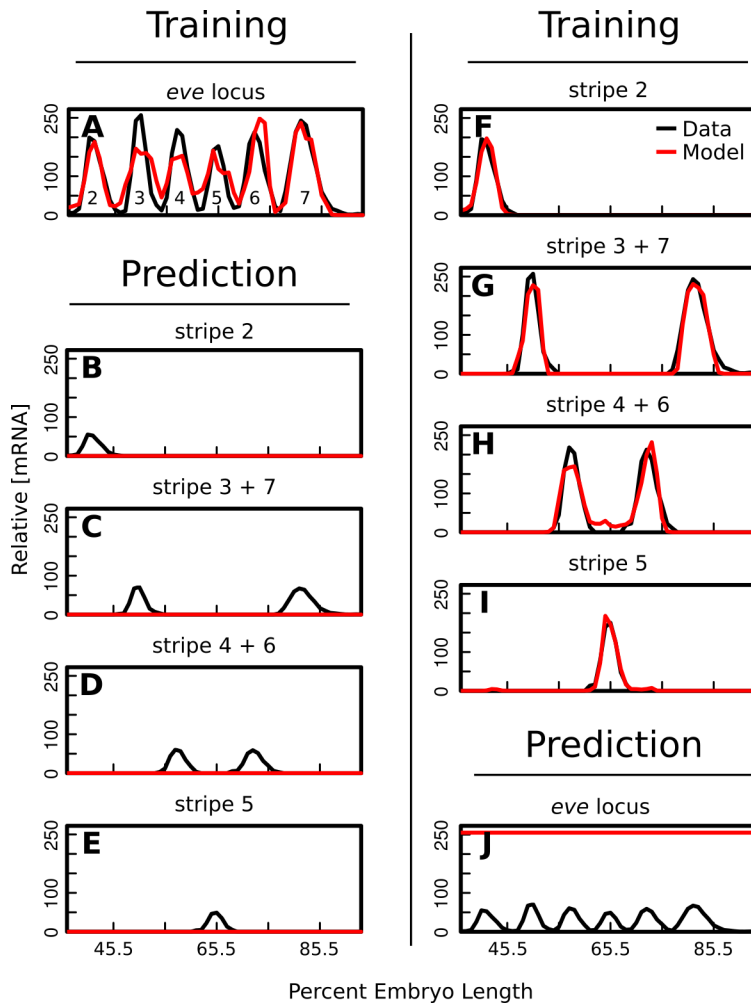 Training
eve locus
A
250
100
0
2 3 4 5 6 7
Prediction
stripe 2
B
250
100
0
stripe 3 + 7
C
250
100
0
stripe 4 + 6
D
250
100
0
stripe 5
E
250
100
0
45.5 65.5 85.5
Relative [mRNA]
Training
stripe 2
F
Data
Model
250
100
0
stripe 3 + 7
G
250
100
0
stripe 4 + 6
H
250
100
0
stripe 5
I
250
100
0
Prediction
eve locus
J
250
100
0
45.5 65.5 85.5
Percent Embryo Length